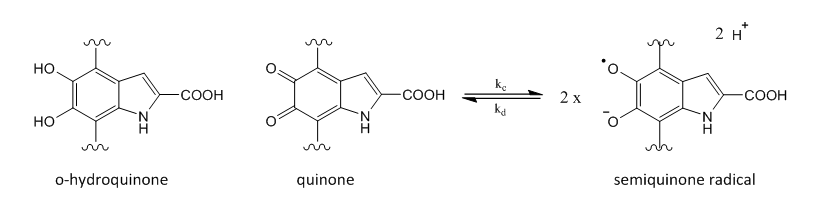 2 H+
HO
O
•O
COOH
COOH
COOH
kc
kd
2 x
HO
O
−O
N
H
N
H
N
H
o-hydroquinone
quinone
semiquinone radical